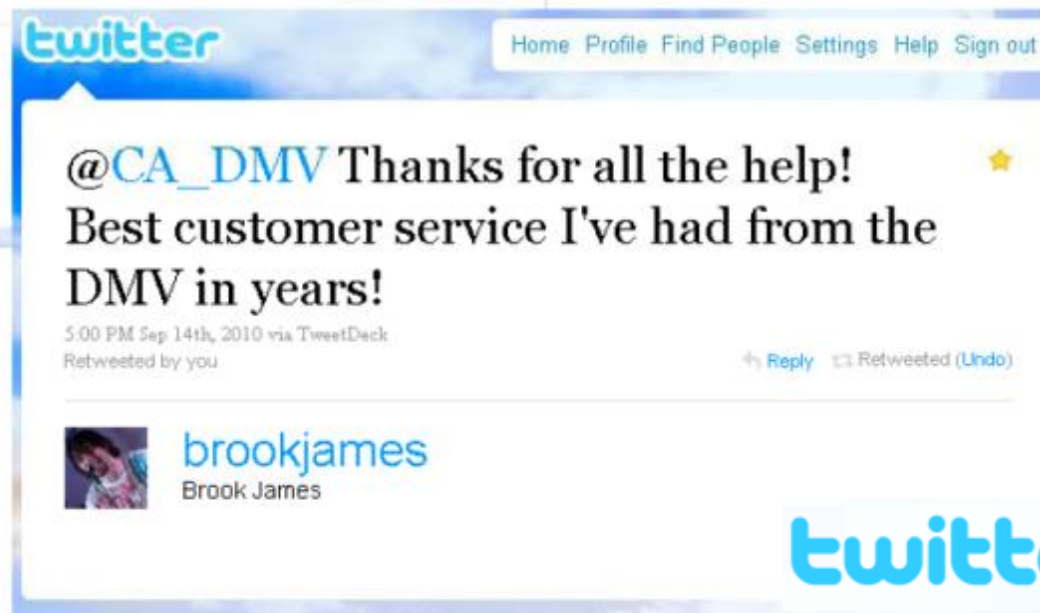 twitter
Home Profile Find People Settings Help Sign out
@CA_DMV Thanks for all the help!
Best customer service I've had from the
DMV in years!
5:00 PM Sep 14th, 2010 via TweetDeck
Retweeted by you
Reply Retweeted (Undo)
brookjames
Brook James
twitt